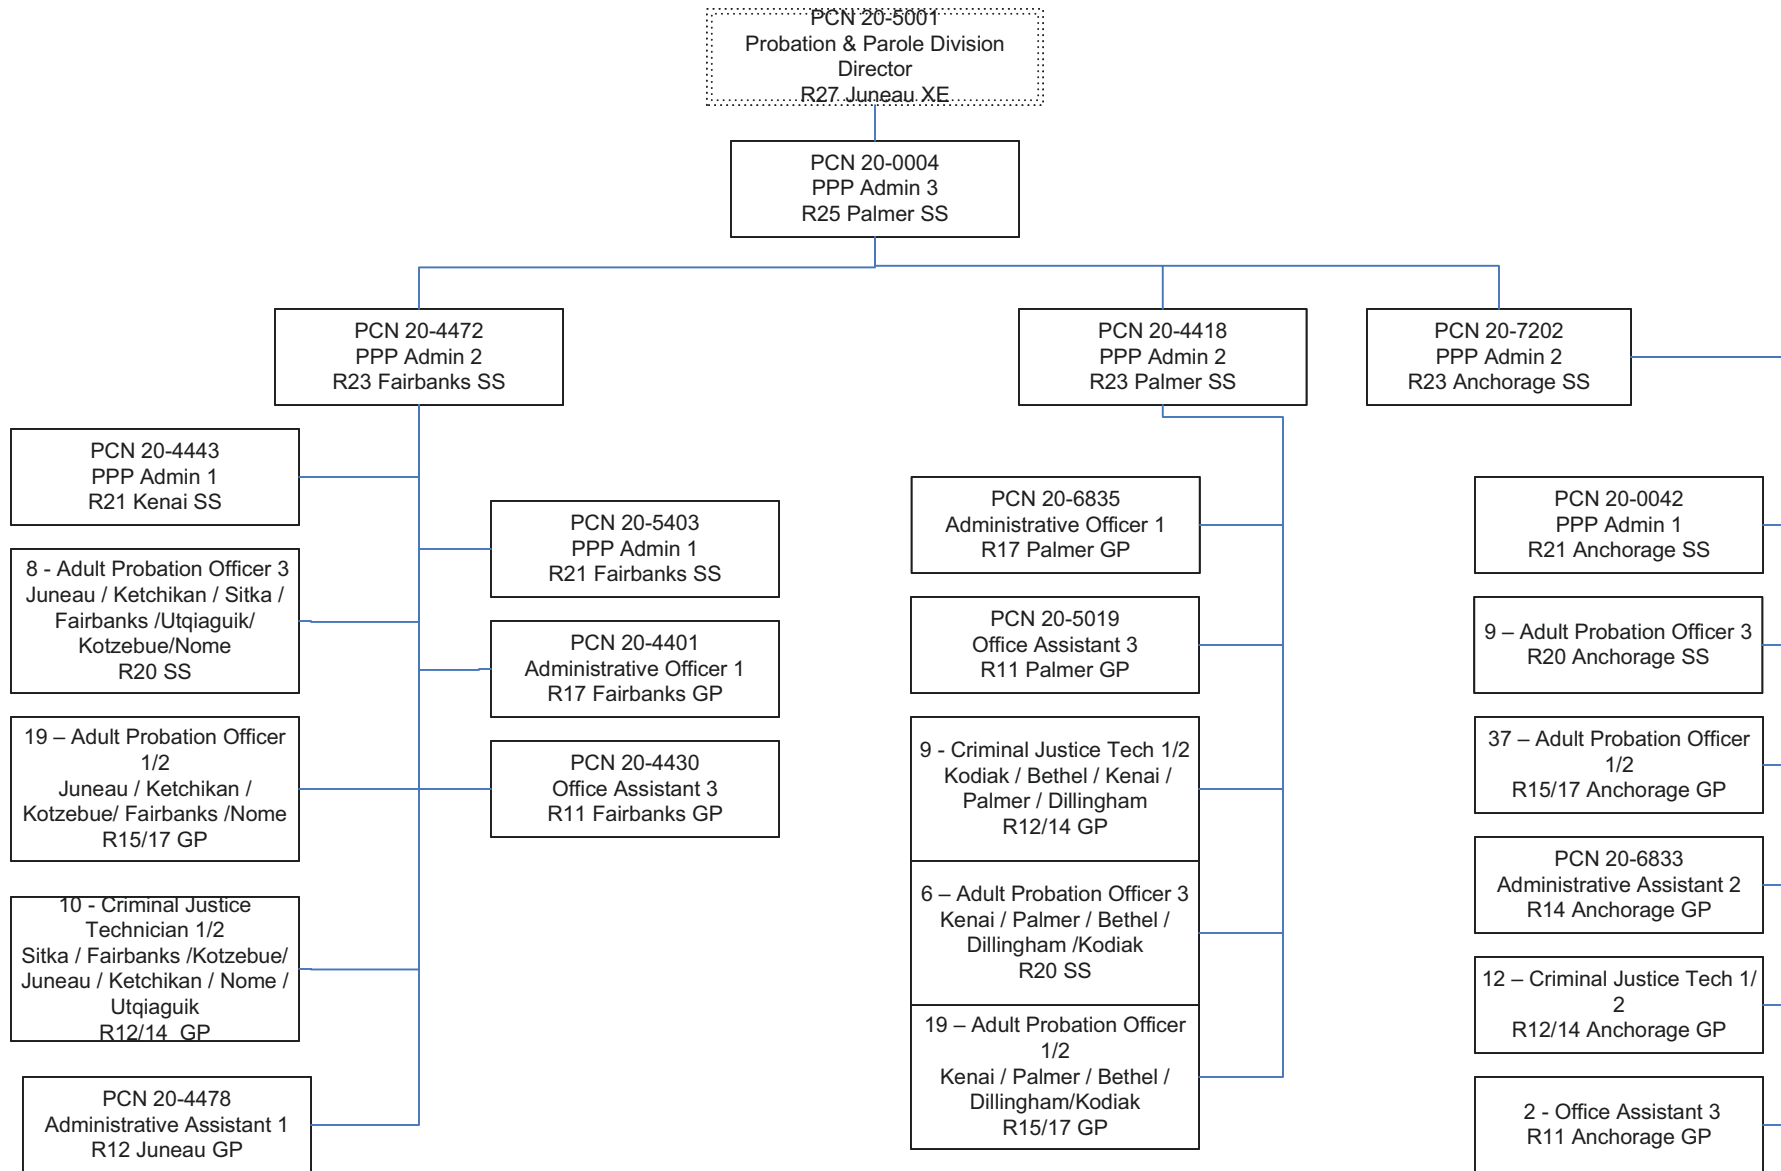 PCN 20-5001
Probation & Parole Division
Director
R27 Juneau XE
PCN 20-0004
PPP Admin 3
R25 Palmer SS
PCN 20-4472
PPP Admin 2
R23 Fairbanks SS
PCN 20-4418
PPP Admin 2
R23 Palmer SS
PCN 20-7202
PPP Admin 2
R23 Anchorage SS
PCN 20-4443
PPP Admin 1
R21 Kenai SS
8 - Adult Probation Officer 3
Juneau / Ketchikan / Sitka /
Fairbanks /Utqiaguik/
Kotzebue/Nome
R20 SS
19 – Adult Probation Officer
1/2
Juneau / Ketchikan /
Kotzebue/ Fairbanks /Nome
R15/17 GP
10 - Criminal Justice
Technician 1/2
Sitka / Fairbanks /Kotzebue/
Juneau / Ketchikan / Nome /
Utqiaguik
R12/14  GP
PCN 20-4478
Administrative Assistant 1
R12 Juneau GP
PCN 20-5403
PPP Admin 1
R21 Fairbanks SS
PCN 20-4401
Administrative Officer 1
R17 Fairbanks GP
PCN 20-4430
Office Assistant 3
R11 Fairbanks GP
PCN 20-6835
Administrative Officer 1
R17 Palmer GP
PCN 20-5019
Office Assistant 3
R11 Palmer GP
9 - Criminal Justice Tech 1/2
Kodiak / Bethel / Kenai /
Palmer / Dillingham
R12/14 GP
6 – Adult Probation Officer 3
Kenai / Palmer / Bethel /
Dillingham /Kodiak
R20 SS
19 – Adult Probation Officer
1/2
Kenai / Palmer / Bethel /
Dillingham/Kodiak
R15/17 GP
PCN 20-0042
PPP Admin 1
R21 Anchorage SS
9 – Adult Probation Officer 3
R20 Anchorage SS
37 – Adult Probation Officer
1/2
R15/17 Anchorage GP
PCN 20-6833
Administrative Assistant 2
R14 Anchorage GP
12 – Criminal Justice Tech 1/
2
R12/14 Anchorage GP
2 - Office Assistant 3
R11 Anchorage GP